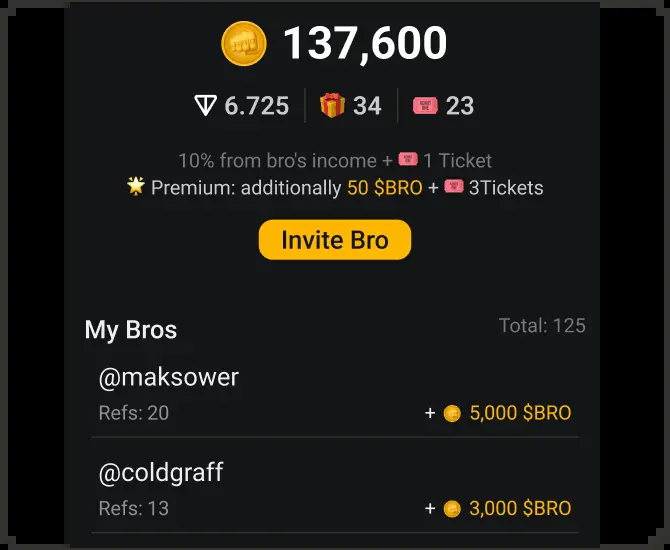 137,600
6.725 34 23
10% from bro's income + 1 Ticket
Premium: additionally 50 $BRO + 3Tickets
Invite Bro
My Bros Total: 125
@maksower
Refs: 20 + 5,000 $BRO
@coldgraff
Refs: 13 + 3,000 $BRO